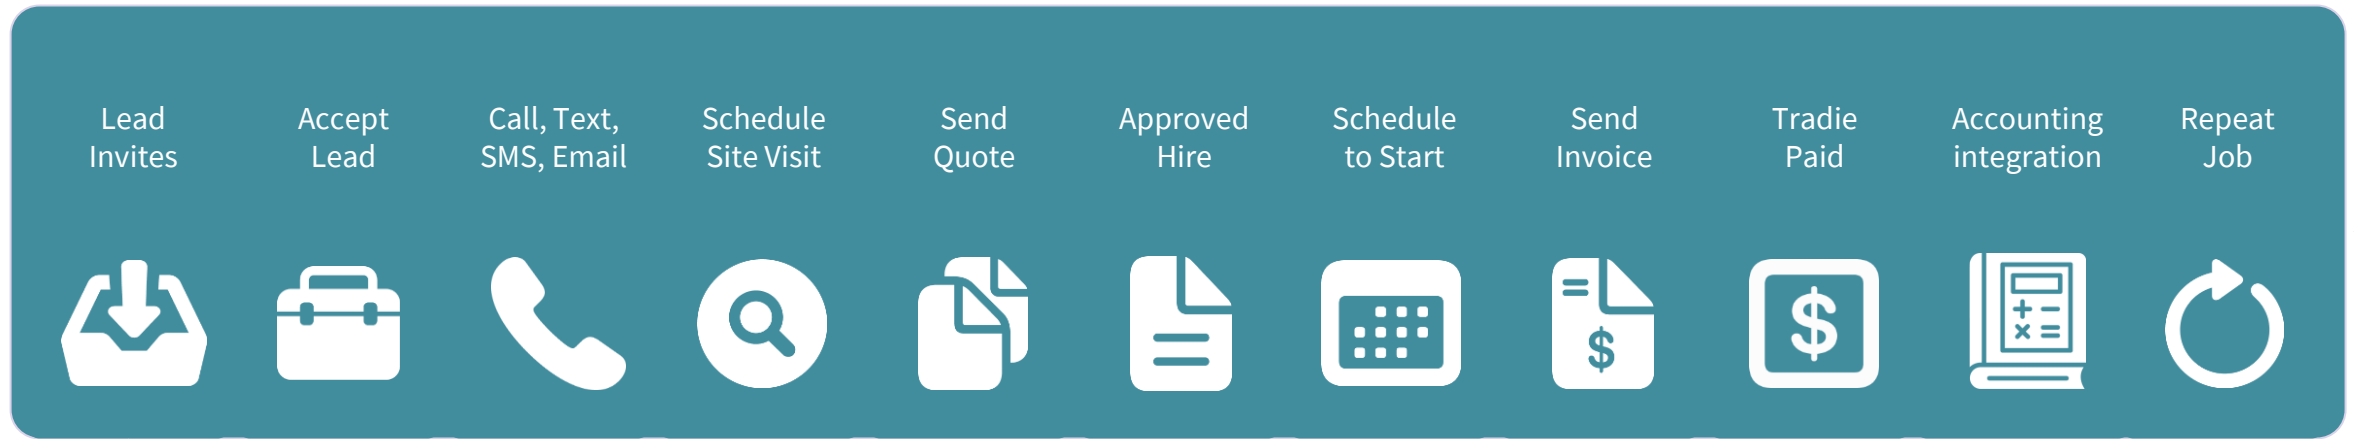 Lead
Invites
Accept
Lead
Call, Text,
SMS, Email
Schedule
Site Visit
Send
Quote
Approved
Hire
Schedule
to Start
Send
Invoice
$
Tradie
Paid
$
Accounting
integration
Repeat
Job